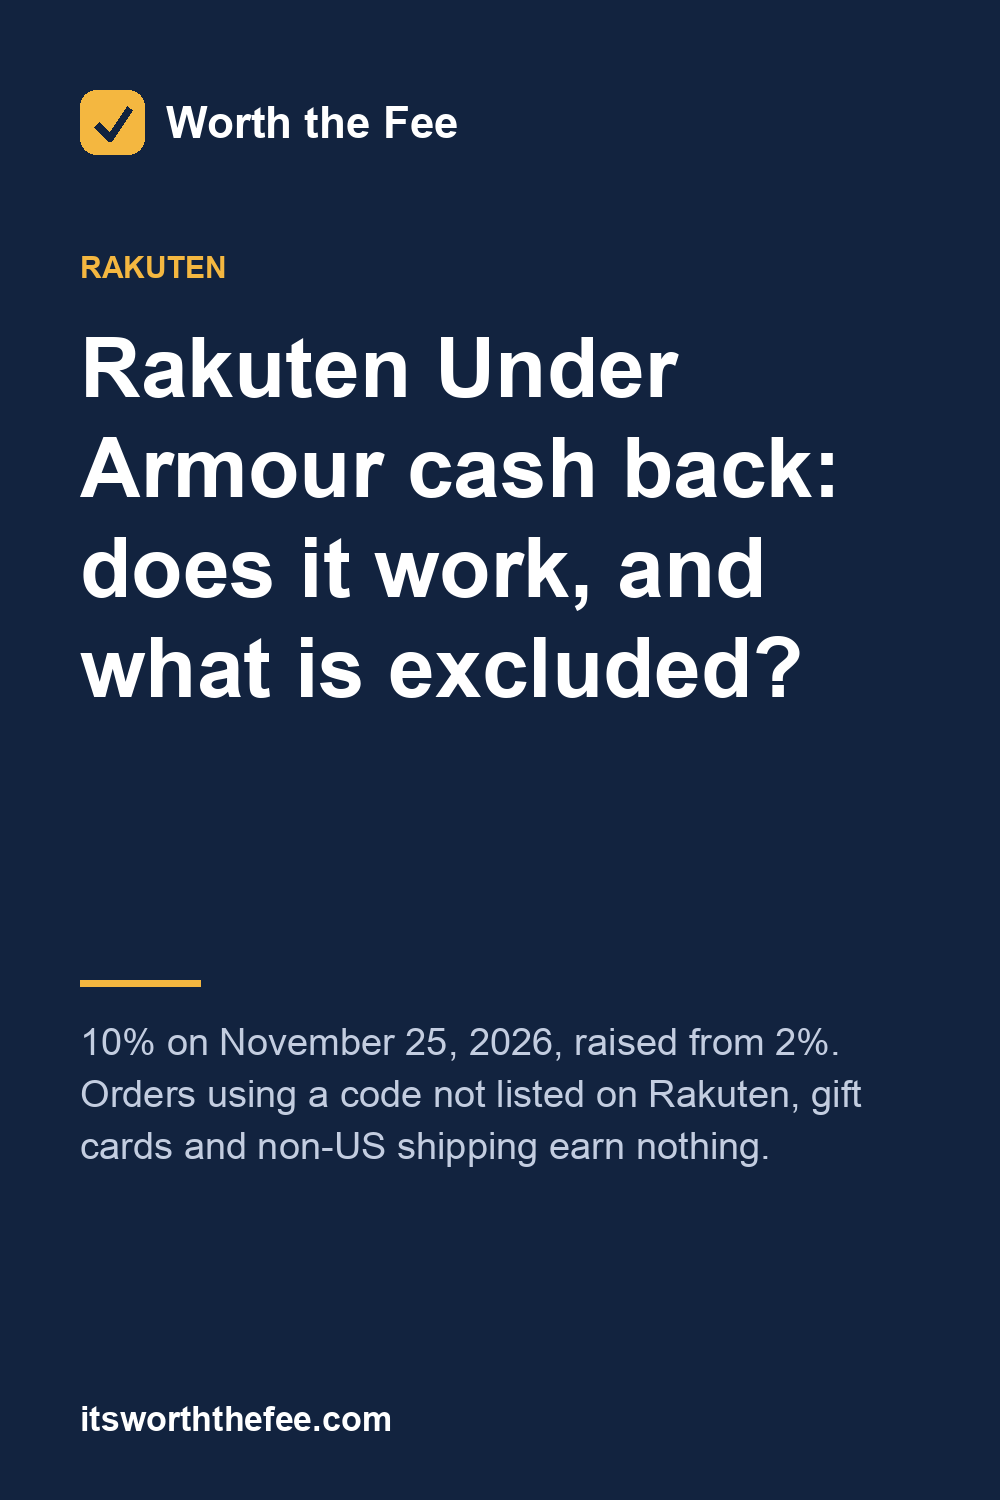 Worth the Fee
RAKUTEN
Rakuten Under
Armour cash back:
does it work, and
what is excluded?
10% on November 25, 2026, raised from 2%.
Orders using a code not listed on Rakuten, gift
cards and non-US shipping earn nothing.
itsworththefee.com